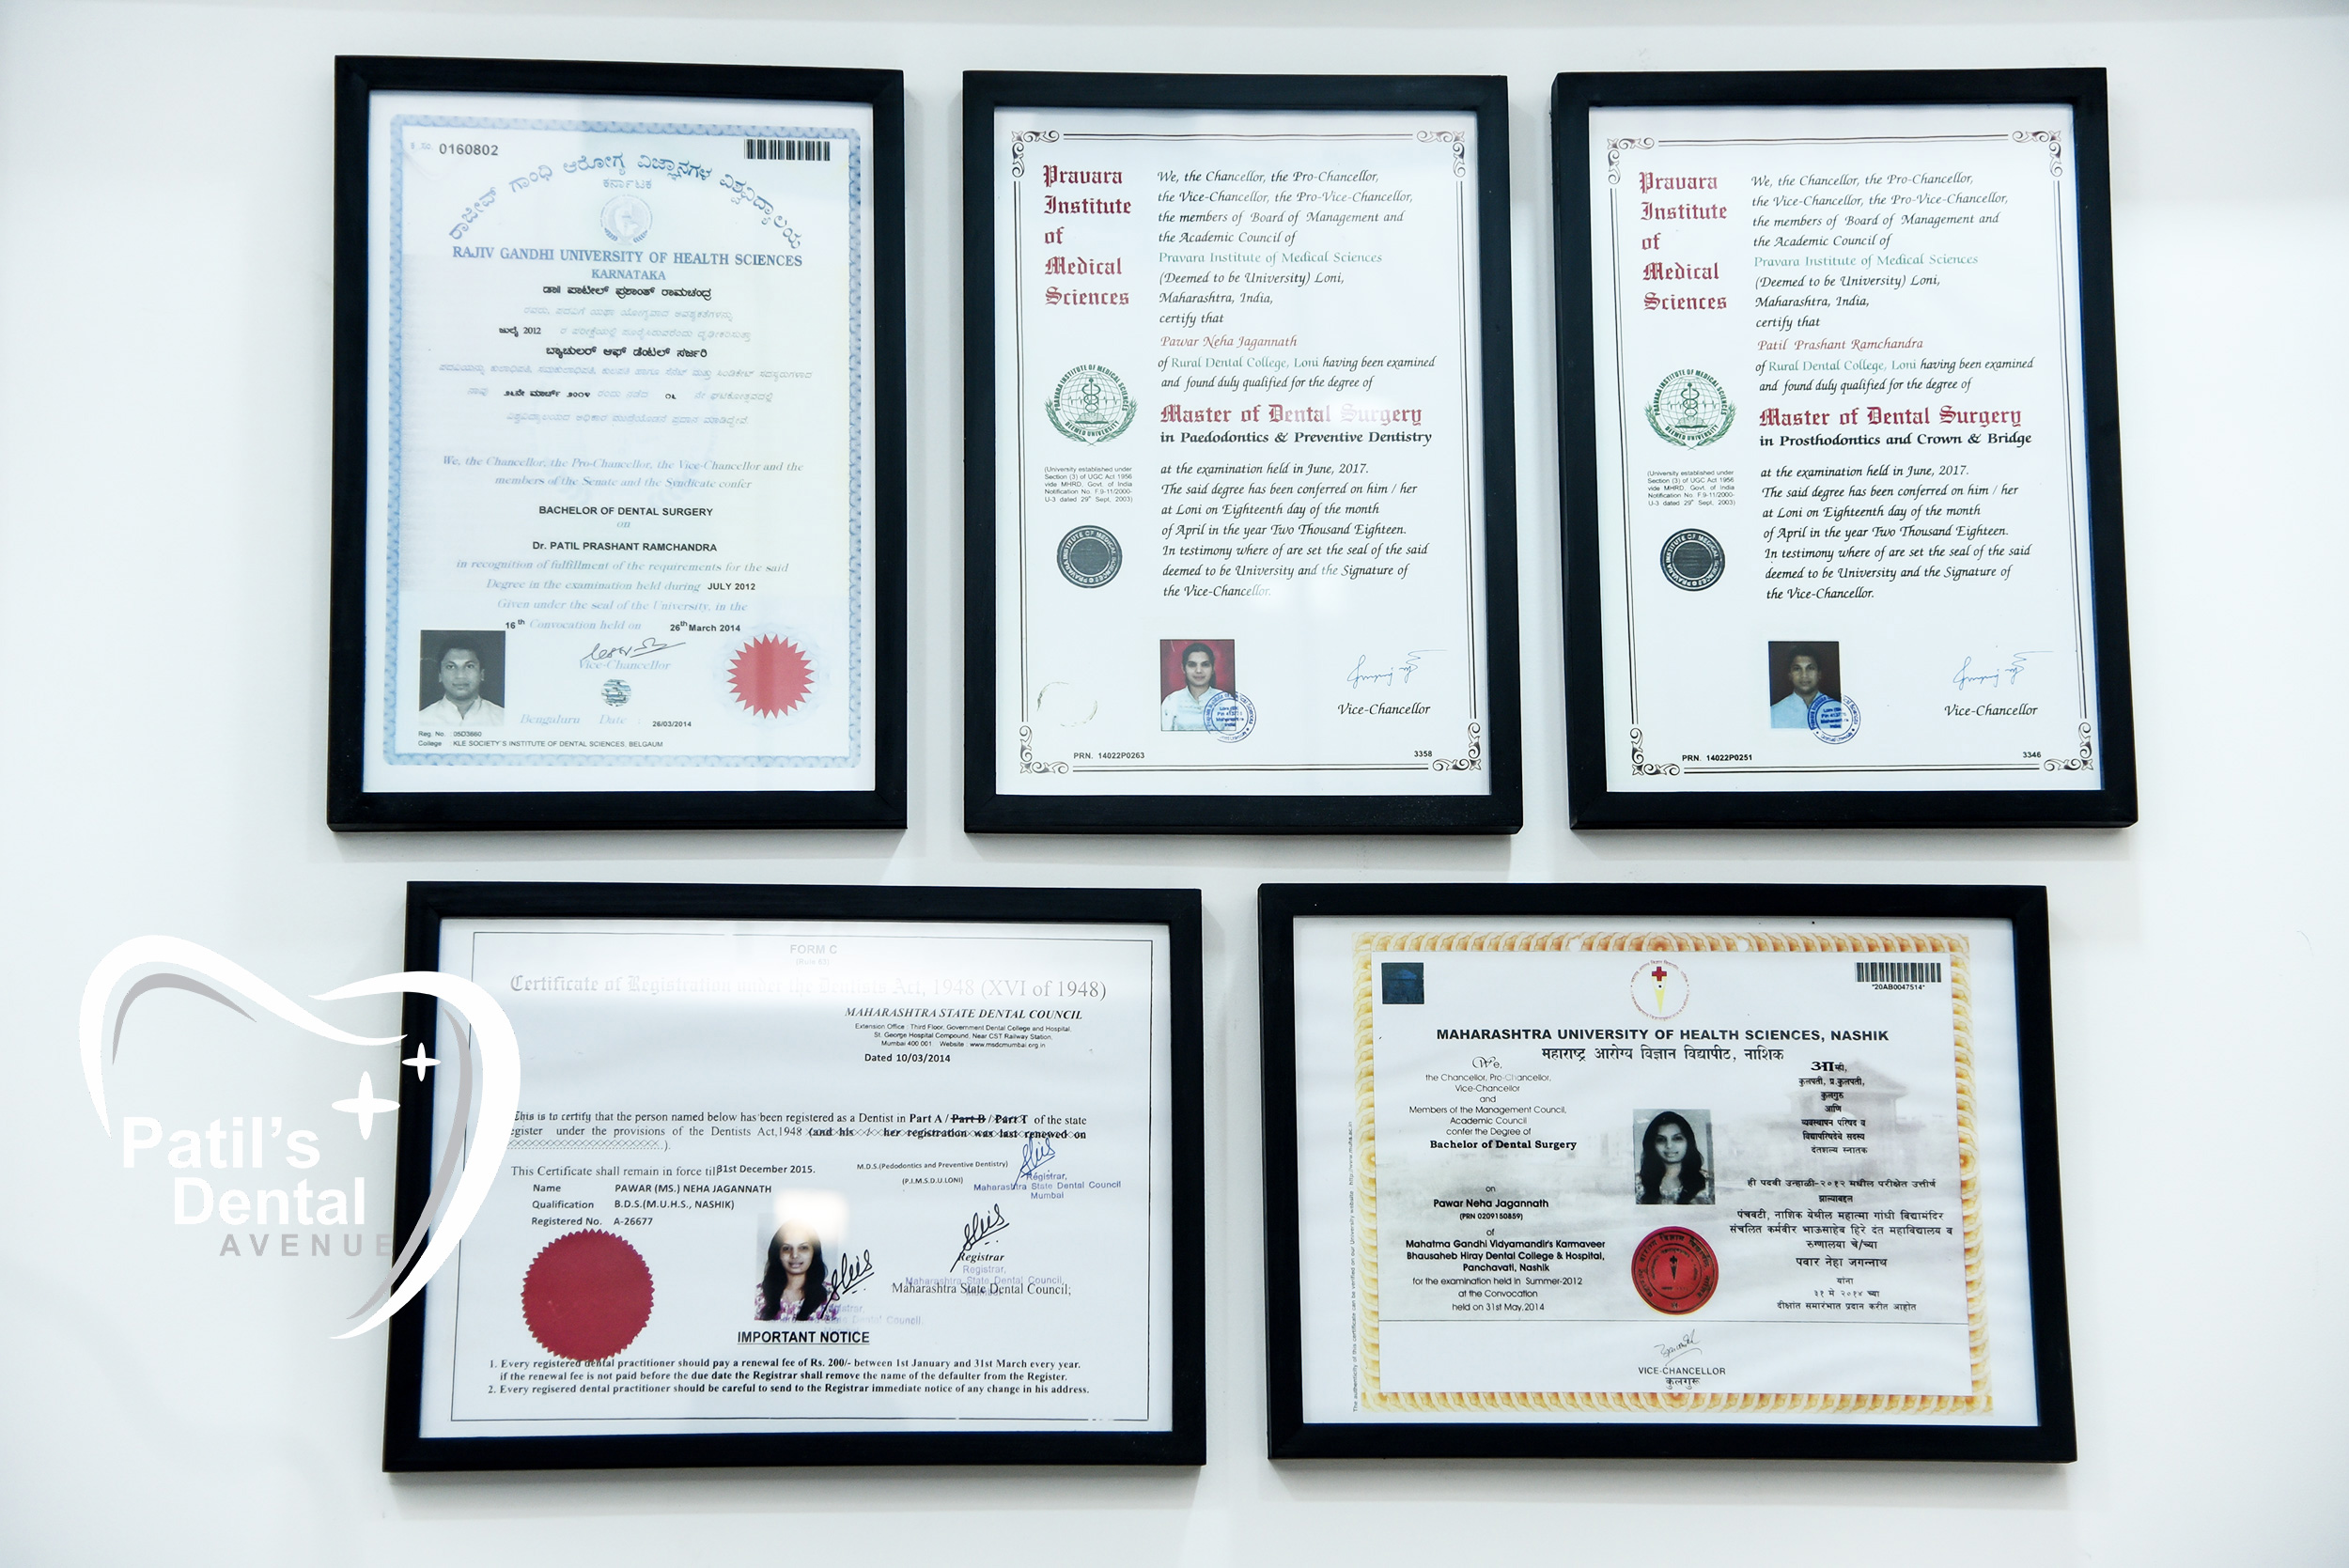 0160802
ರಾಜೀವ್ ಗಾಂಧಿ ಆರೋಗ್ಯ ವಿಜ್ಞಾನಗಳ ವಿಶ್ವವಿದ್ಯಾಲಯ
ಕರ್ನಾಟಕ
RAJIV GANDHI UNIVERSITY OF HEALTH SCIENCES
KARNATAKA
ಡಾ|| ಪಾಟೀಲ್ ಪ್ರಶಾಂತ್ ರಾಮಚಂದ್ರ
ಜುಲೈ 2012
ಬ್ಯಾಚುಲರ್ ಆಫ್ ಡೆಂಟಲ್ ಸರ್ಜರಿ
೨೬ನೇ ಮಾರ್ಚ್ ೨೦೧೪
೧೬
We, the Chancellor, the Pro-Chancellor, the Vice-Chancellor and the
members of the Senate and the Syndicate confer
BACHELOR OF DENTAL SURGERY
on
Dr. PATIL PRASHANT RAMCHANDRA
in recognition of fulfillment of the requirements for the said
Degree in the examination held during JULY 2012
Given under the seal of the University, in the
16th Convocation held on 26th March 2014
Vice-Chancellor
Bengaluru Date : 26/03/2014
Reg. No. : 05D3660
College : KLE SOCIETY'S INSTITUTE OF DENTAL SCIENCES, BELGAUM
Pravara
Institute
of
Medical
Sciences
We, the Chancellor, the Pro-Chancellor,
the Vice-Chancellor, the Pro-Vice-Chancellor,
the members of Board of Management and
the Academic Council of
Pravara Institute of Medical Sciences
(Deemed to be University) Loni,
Maharashtra, India,
certify that
Pawar Neha Jagannath
of Rural Dental College, Loni having been examined
and found duly qualified for the degree of
Master of Dental Surgery
in Paedodontics & Preventive Dentistry
at the examination held in June, 2017.
The said degree has been conferred on him / her
at Loni on Eighteenth day of the month
of April in the year Two Thousand Eighteen.
In testimony where of are set the seal of the said
deemed to be University and the Signature of
the Vice-Chancellor.
PRAVARA INSTITUTE OF MEDICAL SCIENCES
DEEMED UNIVERSITY
(University established under
Section (3) of UGC Act 1956
vide MHRD, Govt. of India
Notification No. F.9-11/2000-
U-3 dated 29th Sept, 2003)
Vice-Chancellor
PRN. 14022P0263
3358
Pravara
Institute
of
Medical
Sciences
We, the Chancellor, the Pro-Chancellor,
the Vice-Chancellor, the Pro-Vice-Chancellor,
the members of Board of Management and
the Academic Council of
Pravara Institute of Medical Sciences
(Deemed to be University) Loni,
Maharashtra, India,
certify that
Patil Prashant Ramchandra
of Rural Dental College, Loni having been examined
and found duly qualified for the degree of
Master of Dental Surgery
in Prosthodontics and Crown & Bridge
at the examination held in June, 2017.
The said degree has been conferred on him / her
at Loni on Eighteenth day of the month
of April in the year Two Thousand Eighteen.
In testimony where of are set the seal of the said
deemed to be University and the Signature of
the Vice-Chancellor.
PRAVARA INSTITUTE OF MEDICAL SCIENCES
DEEMED UNIVERSITY
(University established under
Section (3) of UGC Act 1956
vide MHRD, Govt. of India
Notification No. F.9-11/2000-
U-3 dated 29th Sept, 2003)
Vice-Chancellor
PRN. 14022P0251
3346
Patil's
Dental
AVENUE
FORM C
Certificate of Registration under the Dentists Act, 1948 (XVI of 1948)
MAHARASHTRA STATE DENTAL COUNCIL
Extension Office : Third Floor, Government Dental College and Hospital,
St. George Hospital Compound, Near CST Railway Station,
Mumbai 400 001. Website : www.msdcmumbai.org.in
Dated 10/03/2014
This is to certify that the person named below has been registered as a Dentist in Part A / Part B / Part T of the state
egister under the provisions of the Dentists Act,1948 (and his / her registration was last renewed on
).
This Certificate shall remain in force till 31st December 2015.
M.D.S.(Pedodontics and Preventive Dentistry)
(P.I.M.S.D.U.LONI)
Registrar,
Maharashtra State Dental Council
Mumbai
Name PAWAR (MS.) NEHA JAGANNATH
Qualification B.D.S.(M.U.H.S., NASHIK)
Registered No. A-26677
Registrar
Registrar,
Maharashtra State Dental Council,
Maharashtra State Dental Council;
IMPORTANT NOTICE
1. Every registered dental practitioner should pay a renewal fee of Rs. 200/- between 1st January and 31st March every year.
if the renewal fee is not paid before the due date the Registrar shall remove the name of the defaulter from the Register.
2. Every regisered dental practitioner should be careful to send to the Registrar immediate notice of any change in his address.
*20AB0047514*
MAHARASHTRA UNIVERSITY OF HEALTH SCIENCES, NASHIK
महाराष्ट्र आरोग्य विज्ञान विद्यापीठ, नाशिक
We,
the Chancellor, Pro-Chancellor,
Vice-Chancellor
and
Members of the Management Council,
Academic Council
confer the Degree of
Bachelor of Dental Surgery
on
Pawar Neha Jagannath
(PRN 0209150859)
of
Mahatma Gandhi Vidyamandir's Karmaveer
Bhausaheb Hiray Dental College & Hospital,
Panchavati, Nashik
for the examination held in Summer-2012
at the Convocation
held on 31st May,2014
आम्ही,
कुलपती, प्र.कुलपती,
कुलगुरू
आणि
व्यवस्थापन परिषद व
विद्यापरिषदेचे सदस्य
दंतशल्य स्नातक
ही पदवी उन्हाळी-२०१२ मधील परीक्षेत उत्तीर्ण
झाल्याबद्दल
पंचवटी, नाशिक येथील महात्मा गांधी विद्यामंदिर
संचलित कर्मवीर भाऊसाहेब हिरे दंत महाविद्यालय व
रुग्णालया चे/च्या
पवार नेहा जगन्नाथ
यांना
३१ मे २०१४ च्या
दीक्षांत समारंभात प्रदान करीत आहोत
VICE-CHANCELLOR
कुलगुरू